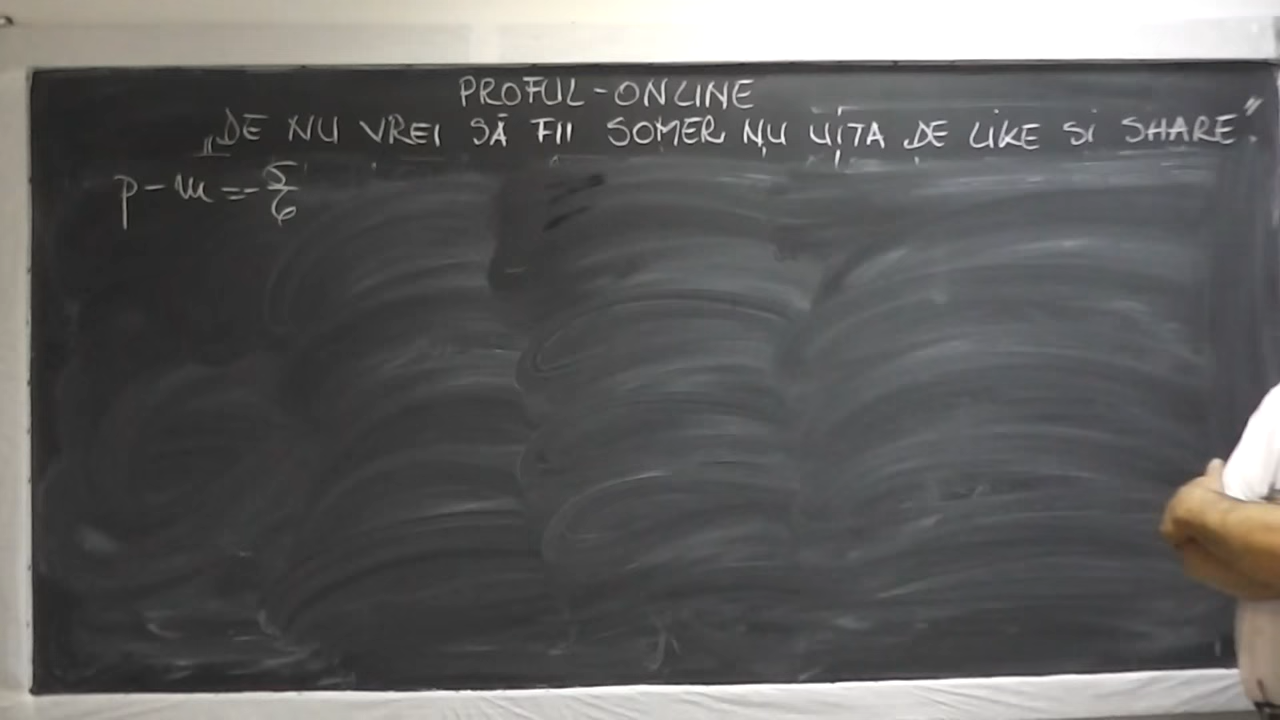 PROFUL-ONLINE
„DE NU VREI SĂ FII SOMER NU UITA DE LIKE SI SHARE."
p - m = - 5/6